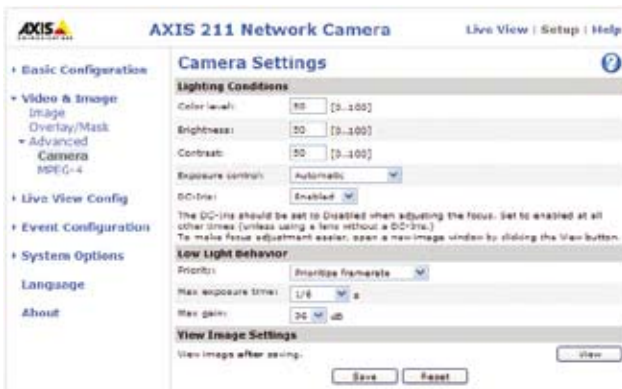 AXIS
AXIS 211 Network Camera
Live View | Setup | Help
Basic Configuration
Video & Image
Image
Overlay/Mask
Advanced
Camera
MPEG-4
Live View Config
Event Configuration
System Options
Language
About
Camera Settings
Lighting Conditions
Color level: 50 [0..100]
Brightness: 50 [0..100]
Contrast: 50 [0..100]
Exposure control: Automatic
DC-Iris: Enabled
The DC-Iris should be set to Disabled when adjusting the focus. Set to enabled at all
other times (unless using a lens without a DC-Iris.)
To make focus adjustment easier, open a new image window by clicking the View button.
Low Light Behavior
Priority: Prioritize framerate
Max exposure time: 1/6 s
Max gain: 36 dB
View Image Settings
View image after saving.
View
Save
Reset